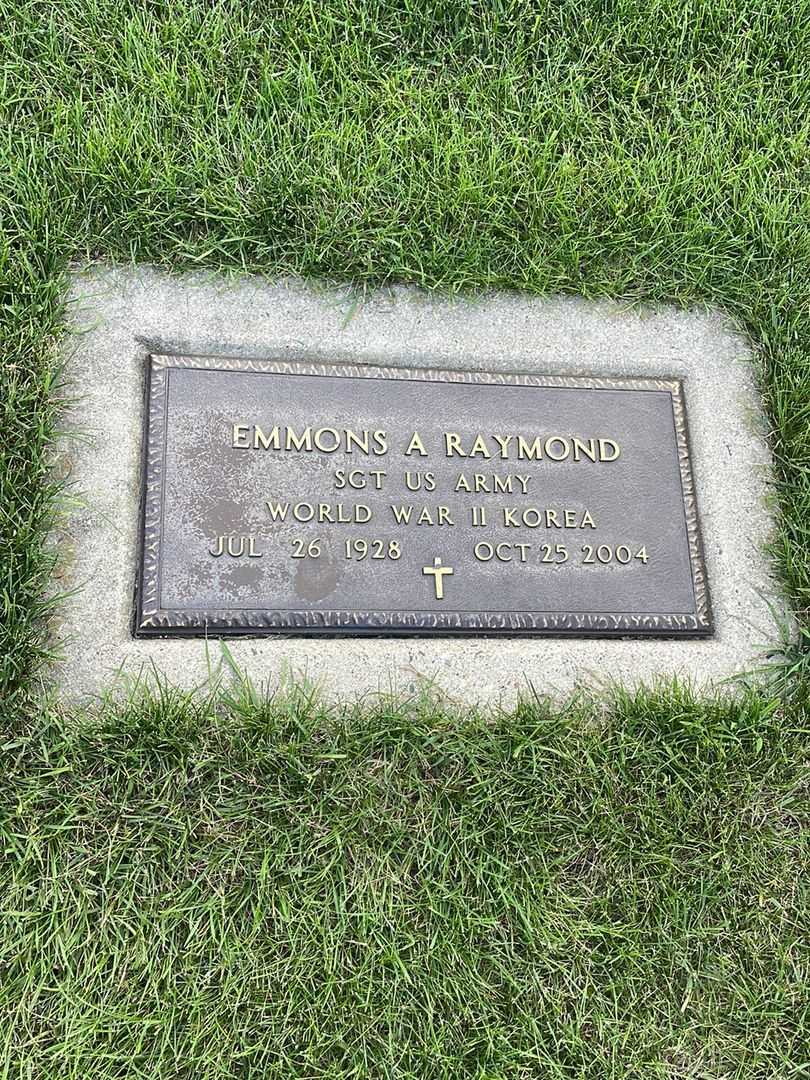 EMMONS A RAYMOND
SGT US ARMY
WORLD WAR II KOREA
JUL 26 1928 OCT 25 2004